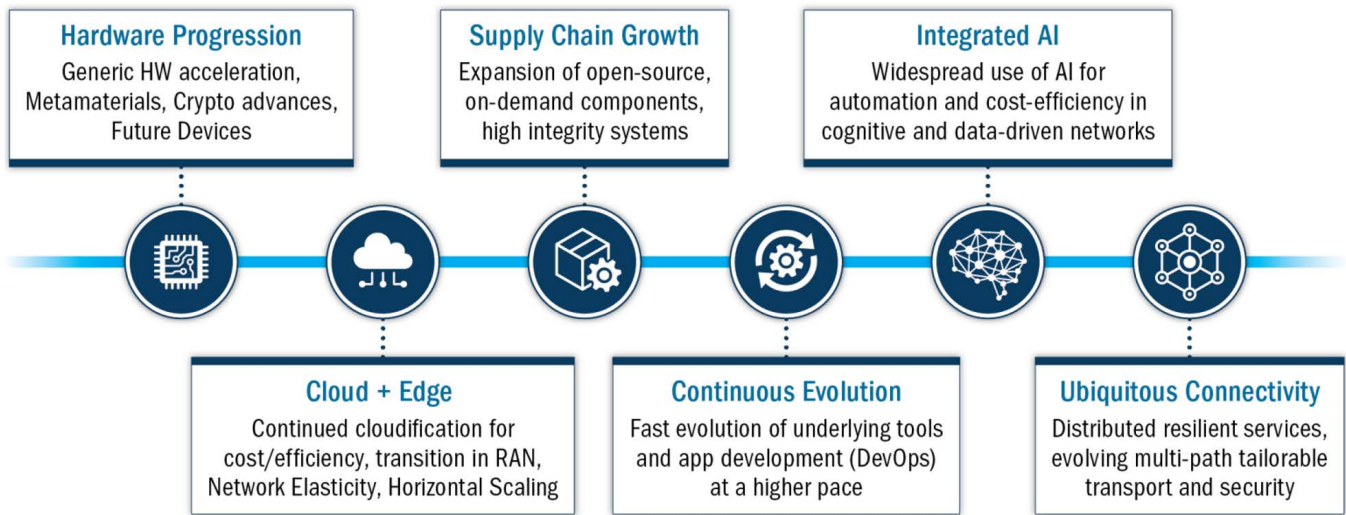 Hardware Progression
Generic HW acceleration,
Metamaterials, Crypto advances,
Future Devices
Supply Chain Growth
Expansion of open-source,
on-demand components,
high integrity systems
Integrated AI
Widespread use of AI for
automation and cost-efficiency in
cognitive and data-driven networks
Cloud + Edge
Continued cloudification for
cost/efficiency, transition in RAN,
Network Elasticity, Horizontal Scaling
Continuous Evolution
Fast evolution of underlying tools
and app development (DevOps)
at a higher pace
Ubiquitous Connectivity
Distributed resilient services,
evolving multi-path tailorable
transport and security